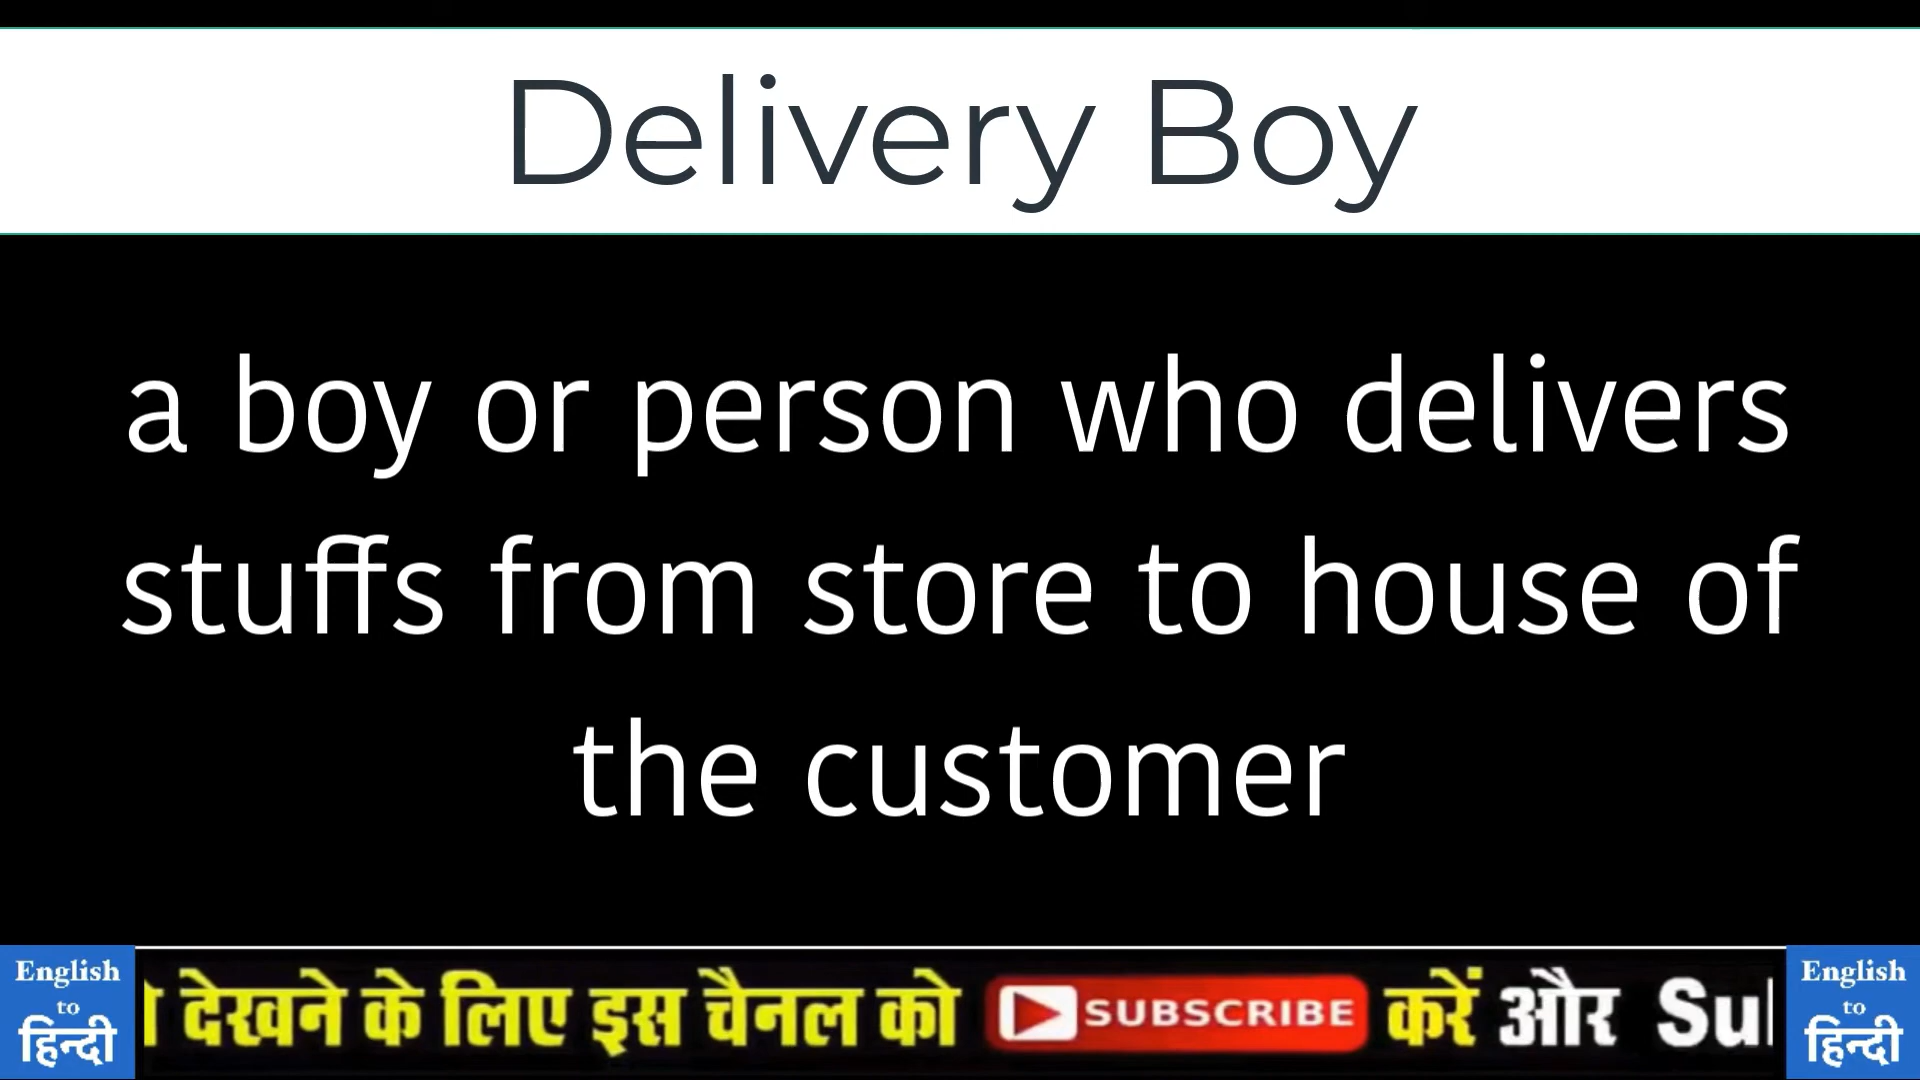 Delivery Boy
a boy or person who delivers
stuffs from store to house of
the customer
English
to
हिन्दी
देखने के लिए इस चैनल को SUBSCRIBE करें और
English
to
हिन्दी